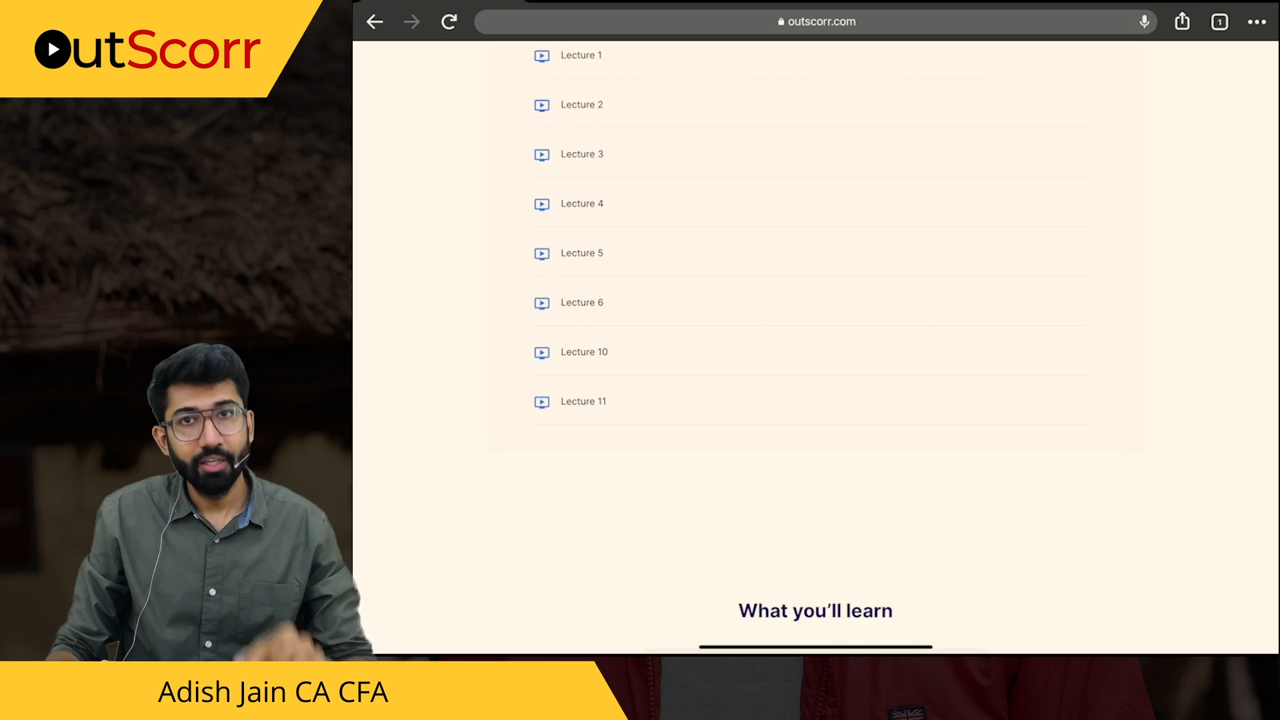 OutScorr
outscorr.com
1
Lecture 1
Lecture 2
Lecture 3
Lecture 4
Lecture 5
Lecture 6
Lecture 10
Lecture 11
What you’ll learn
Adish Jain CA CFA